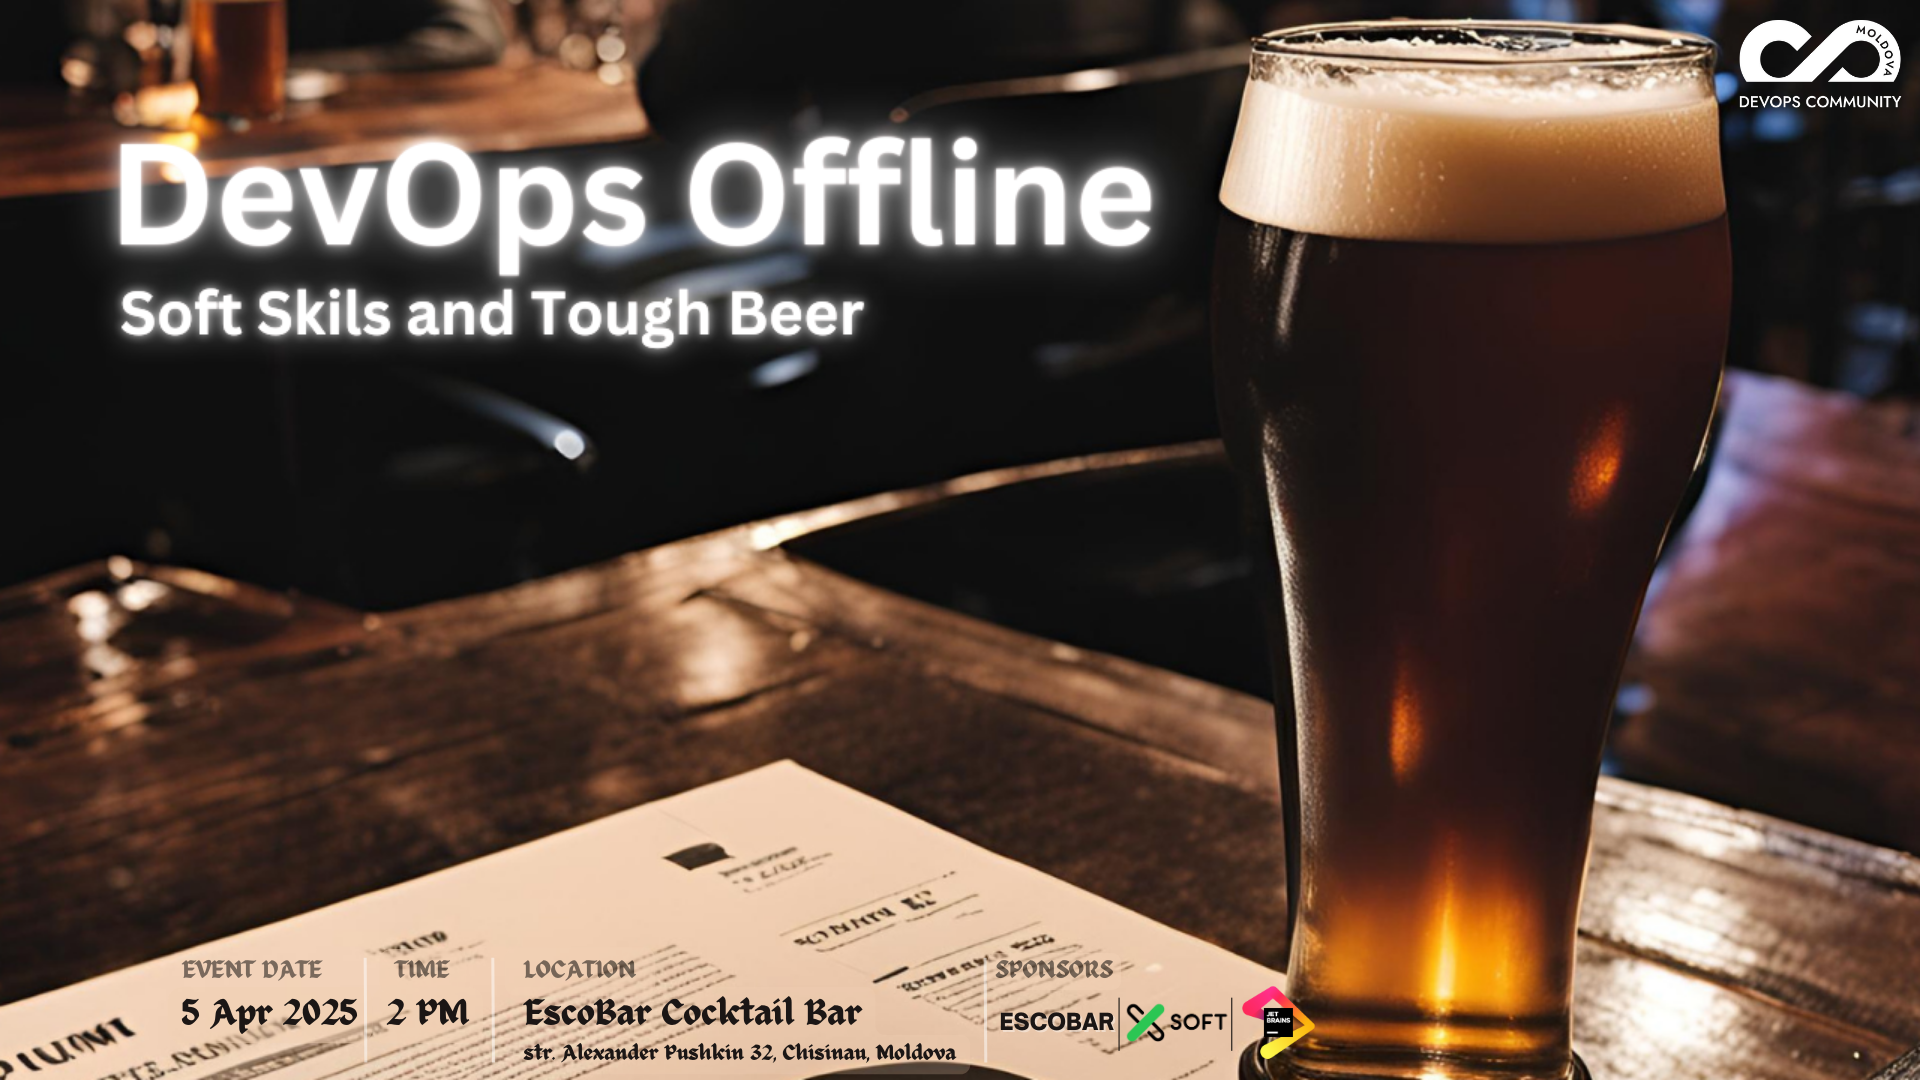 MOLDOVA
DEVOPS COMMUNITY
DevOps Offline
Soft Skils and Tough Beer
EVENT DATE
5 Apr 2025
TIME
2 PM
LOCATION
EscoBar Cocktail Bar
str. Alexander Pushkin 32, Chisinau, Moldova
SPONSORS
ESCOBAR
SOFT
JET
BRAINS